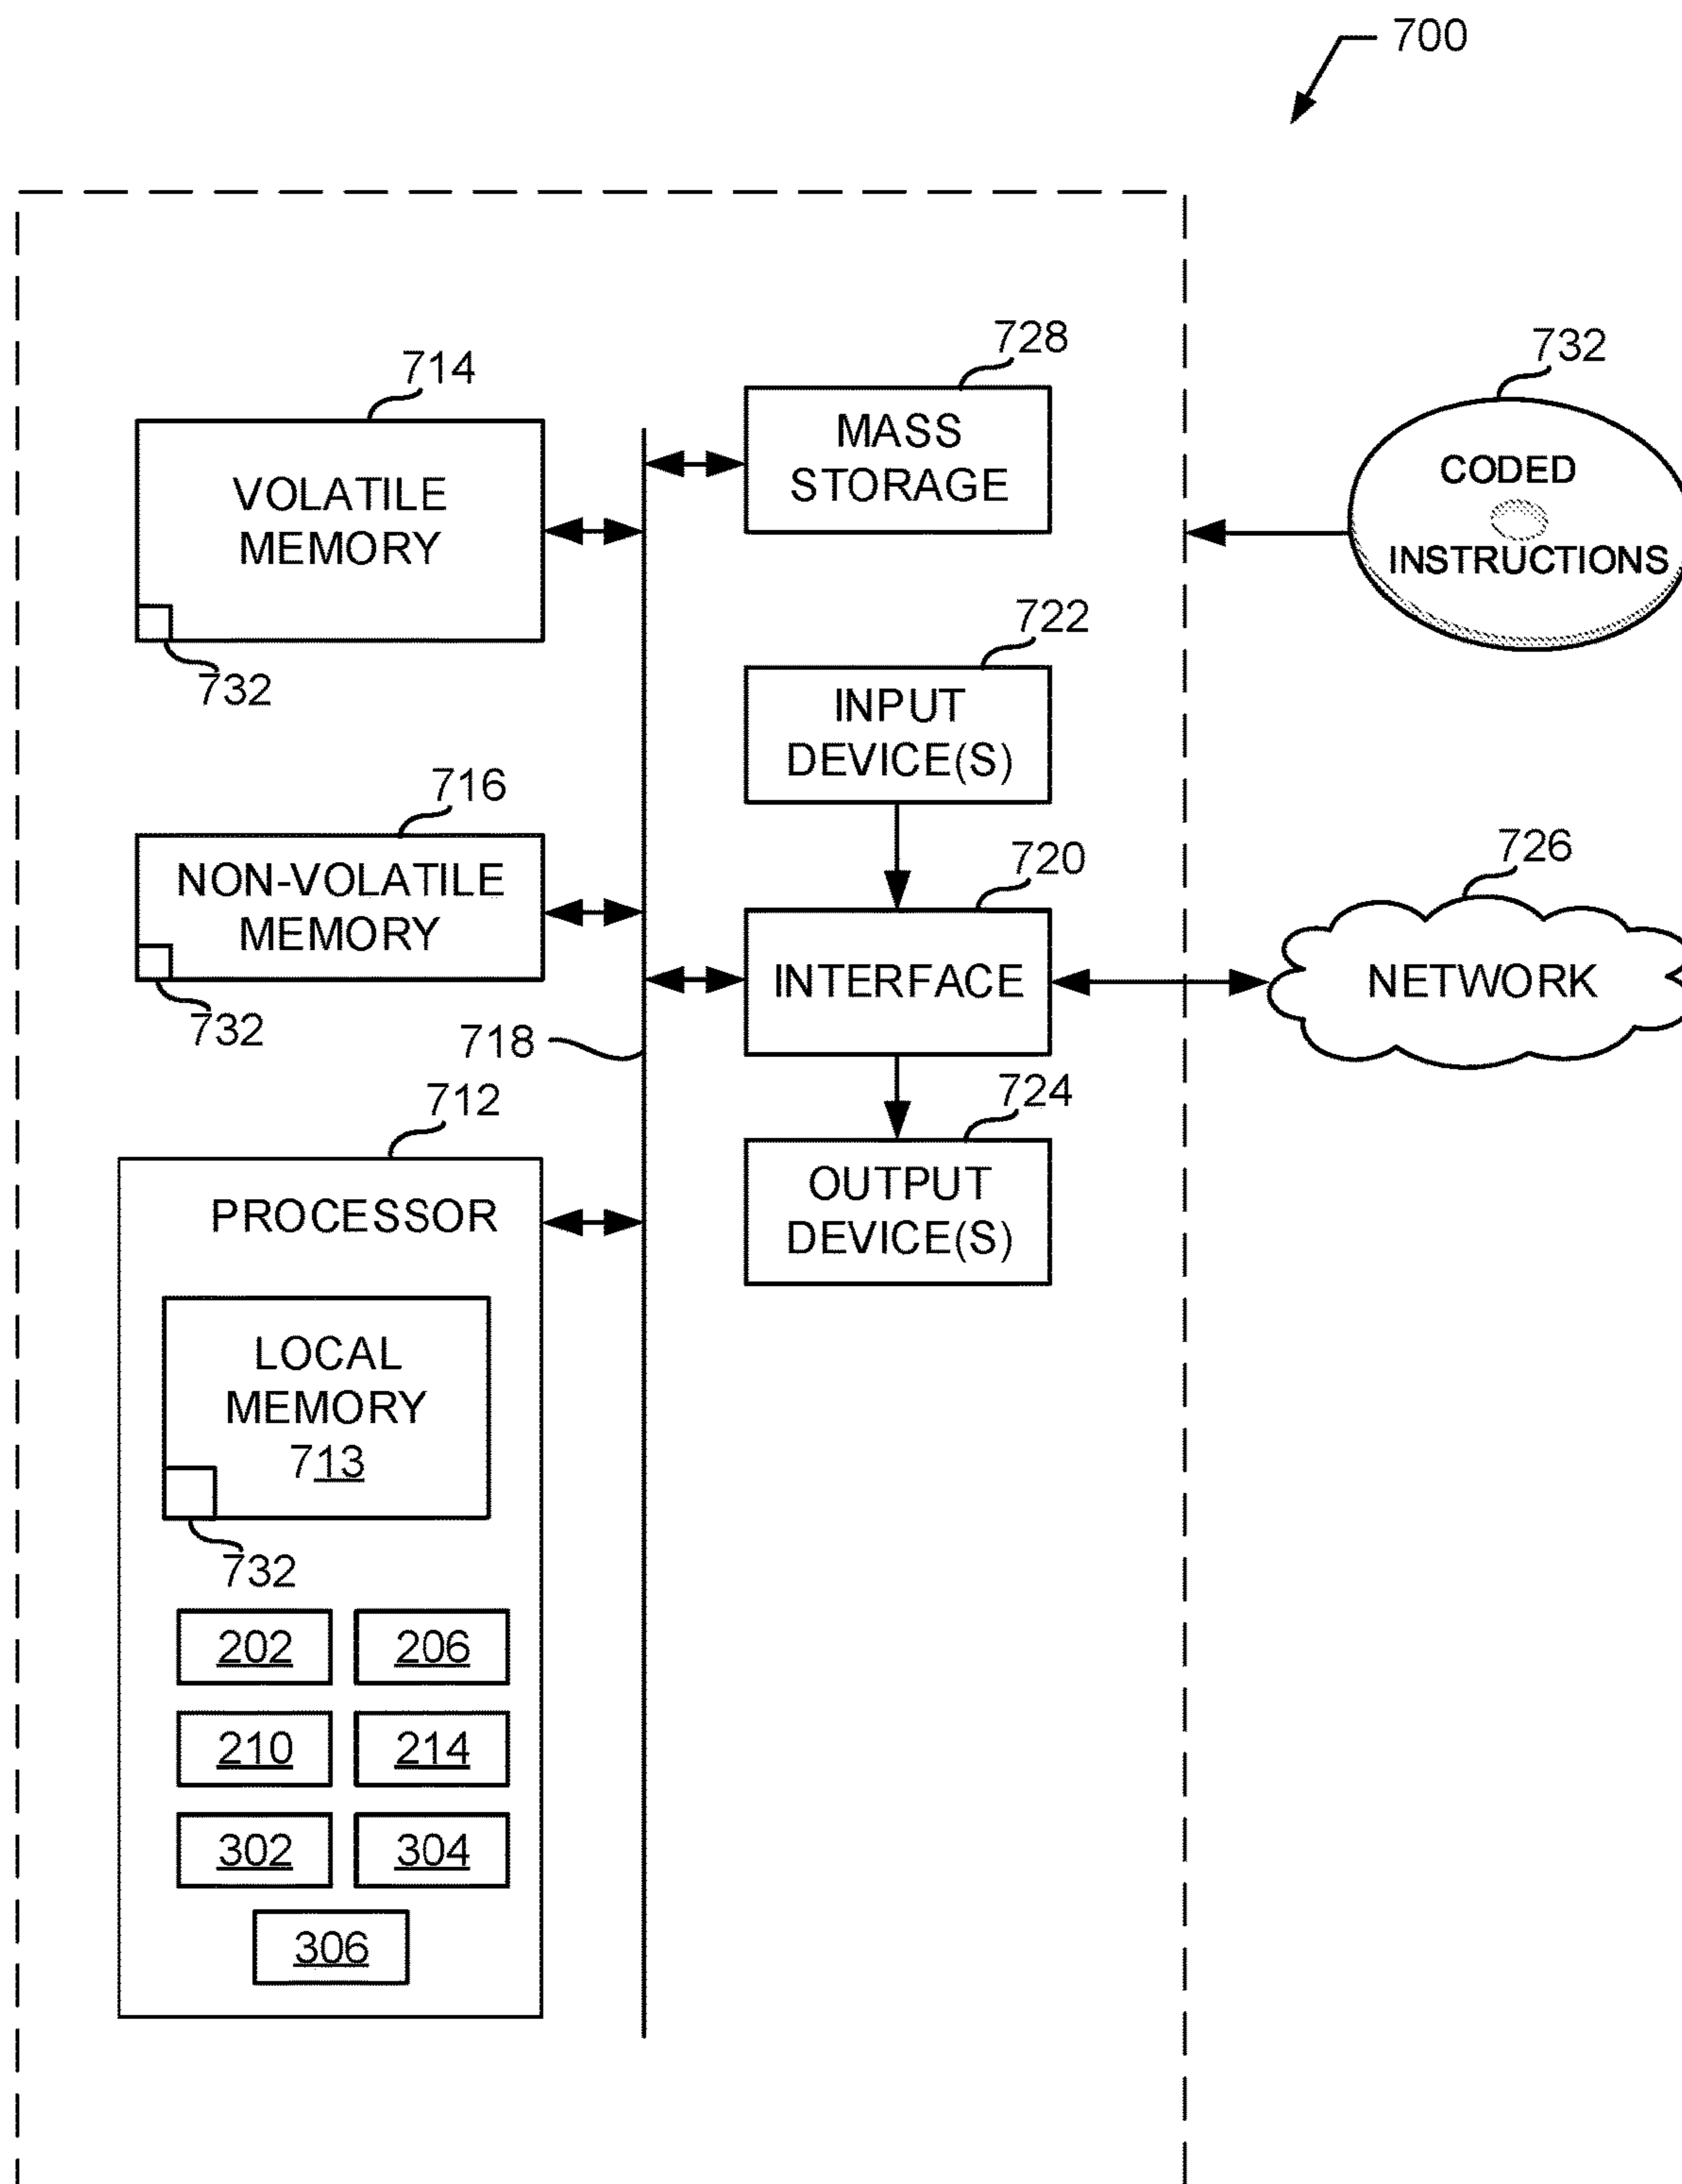 700
728
MASS
STORAGE
732
CODED
INSTRUCTIONS
714
VOLATILE
MEMORY
732
722
INPUT
DEVICE(S)
716
NON-VOLATILE
MEMORY
732
720
INTERFACE
726
NETWORK
718
712
PROCESSOR
724
OUTPUT
DEVICE(S)
LOCAL
MEMORY
713
732
202 206
210 214
302 304
306